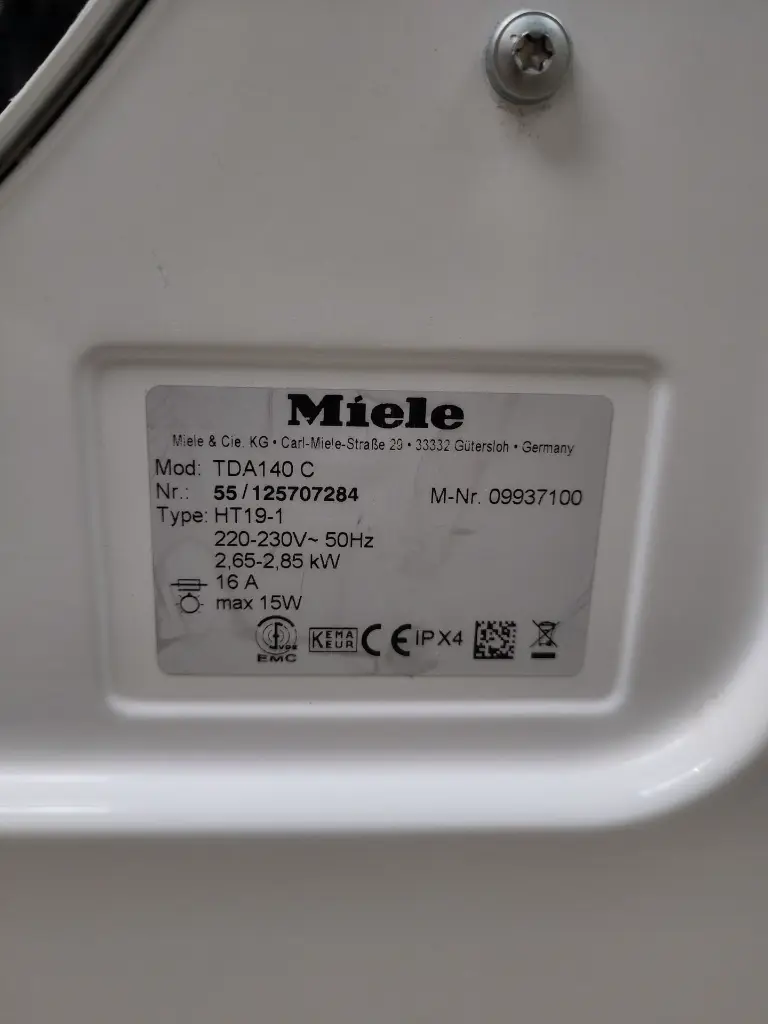 Miele
Miele & Cie. KG • Carl-Miele-Straße 29 • 33332 Gütersloh • Germany
Mod: TDA140 C
Nr.: 55/125707284 M-Nr. 09937100
Type: HT19-1
220-230V~ 50Hz
2,65-2,85 kW
16 A
max 15W
VDE EMC KEMA KEUR CE IPX4